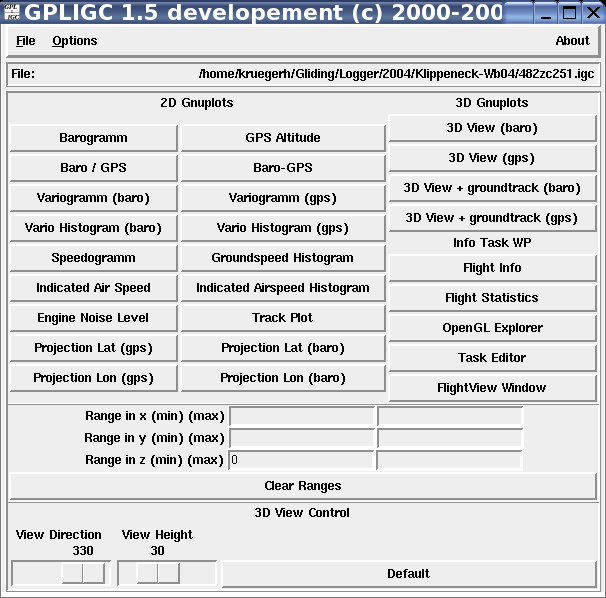 GPLIGC 1.5 developement (c) 2000-200
File Options About
File: /home/kruegerh/Gliding/Logger/2004/Klippeneck-Wb04/482zc251.igc
2D Gnuplots 3D Gnuplots
Barogramm GPS Altitude 3D View (baro)
Baro / GPS Baro-GPS 3D View (gps)
Variogramm (baro) Variogramm (gps) 3D View + groundtrack (baro)
Vario Histogram (baro) Vario Histogram (gps) 3D View + groundtrack (gps)
Info Task WP
Speedogramm Groundspeed Histogram Flight Info
Indicated Air Speed Indicated Airspeed Histogram Flight Statistics
Engine Noise Level Track Plot OpenGL Explorer
Projection Lat (gps) Projection Lat (baro) Task Editor
Projection Lon (gps) Projection Lon (baro) FlightView Window
Range in x (min) (max)
Range in y (min) (max)
Range in z (min) (max) 0
Clear Ranges
3D View Control
View Direction View Height
330 30
Default